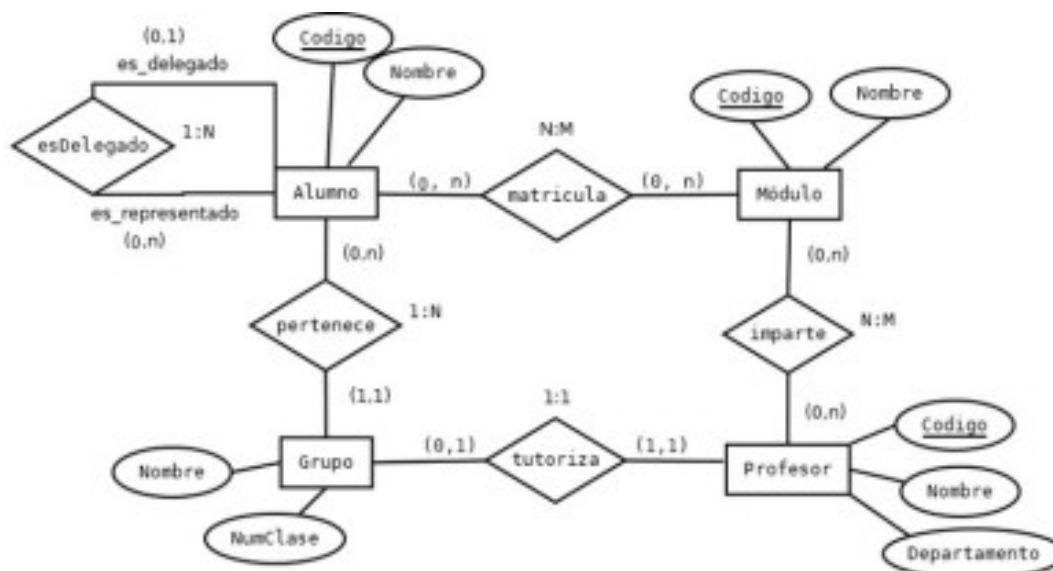 (0,1)
es_delegado
Codigo
Nombre
esDelegado
1:N
es_representado
(0,n)
Alumno
(0, n)
N:M
matricula
(0, n)
Codigo
Nombre
Módulo
(0,n)
pertenece
1:N
(1,1)
(0,n)
imparte
N:M
(0,n)
Nombre
Grupo
NumClase
(0,1)
1:1
tutoriza
(1,1)
Profesor
Codigo
Nombre
Departamento